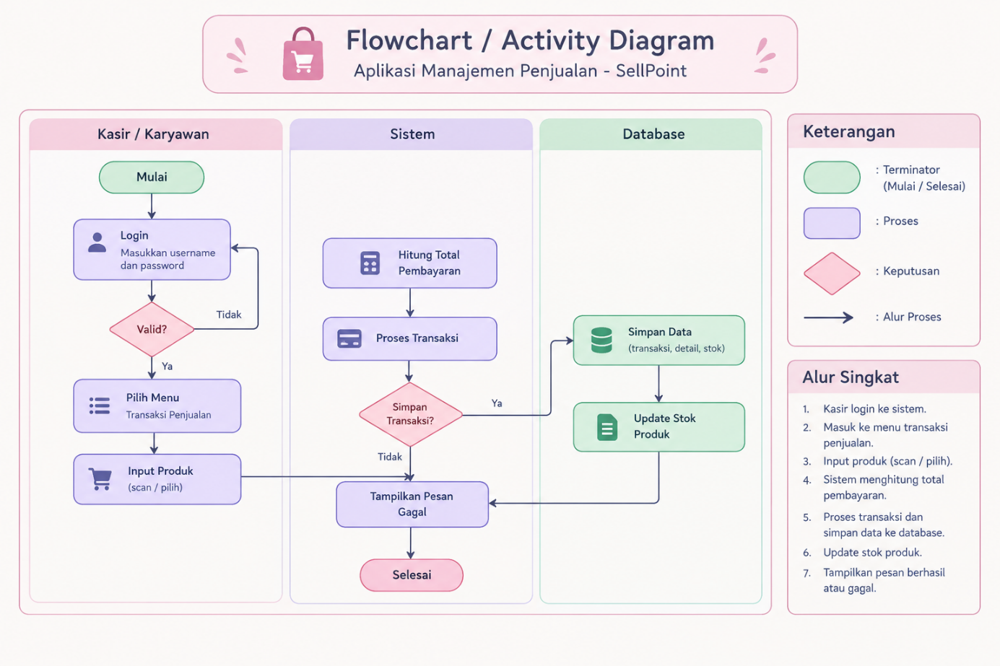 Flowchart / Activity Diagram
Aplikasi Manajemen Penjualan - SellPoint
Kasir / Karyawan
Mulai
Login
Masukkan username
dan password
Valid?
Tidak
Ya
Pilih Menu
Transaksi Penjualan
Input Produk
(scan / pilih)
Sistem
Hitung Total
Pembayaran
Proses Transaksi
Simpan
Transaksi?
Ya
Tidak
Tampilkan Pesan
Gagal
Selesai
Database
Simpan Data
(transaksi, detail, stok)
Update Stok
Produk
Keterangan
: Terminator
(Mulai / Selesai)
: Proses
: Keputusan
: Alur Proses
Alur Singkat
1. Kasir login ke sistem.
2. Masuk ke menu transaksi
penjualan.
3. Input produk (scan / pilih).
4. Sistem menghitung total
pembayaran.
5. Proses transaksi dan
simpan data ke database.
6. Update stok produk.
7. Tampilkan pesan berhasil
atau gagal.